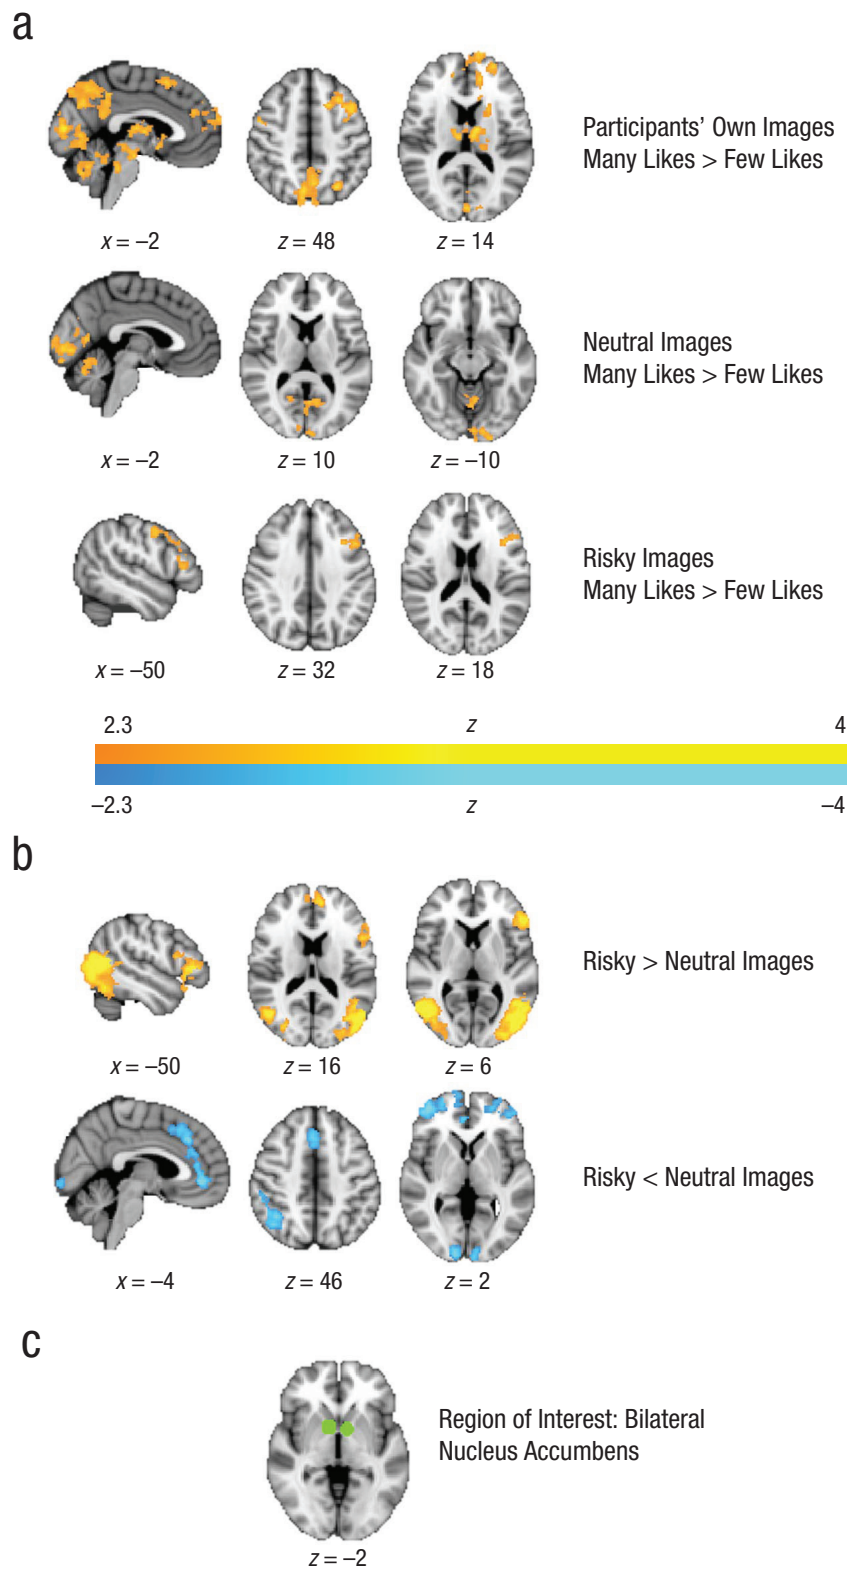 a
Participants’ Own Images
Many Likes > Few Likes
x = –2
z = 48
z = 14
Neutral Images
Many Likes > Few Likes
x = –2
z = 10
z = –10
Risky Images
Many Likes > Few Likes
x = –50
z = 32
z = 18
2.3 z 4
–2.3 z –4
b
Risky > Neutral Images
x = –50
z = 16
z = 6
Risky < Neutral Images
x = –4
z = 46
z = 2
c
Region of Interest: Bilateral
Nucleus Accumbens
z = –2